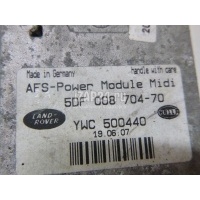 Made in Germany Handle with care
AFS-Power Module Midi
5DF 008 704-70
LAND-ROVER
YWC 500440
19.06.07